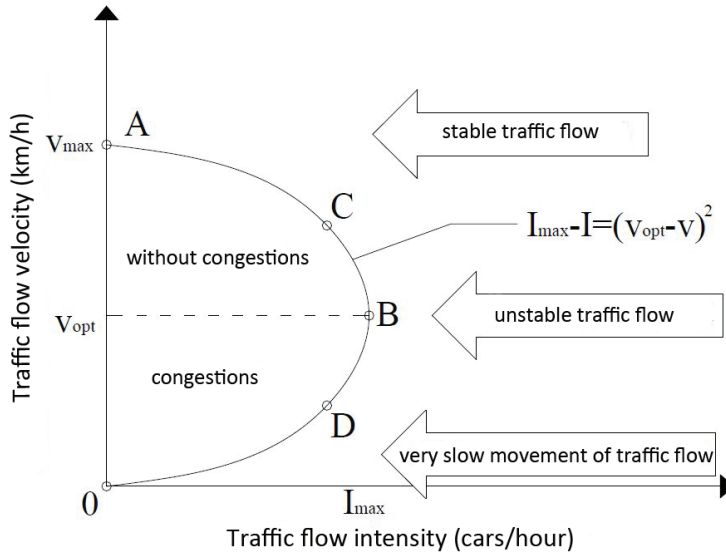 Traffic flow velocity (km/h)
Vmax
A
stable traffic flow
C
Imax-I=(vopt-v)²
without congestions
vopt
B
unstable traffic flow
congestions
D
very slow movement of traffic flow
0
Imax
Traffic flow intensity (cars/hour)